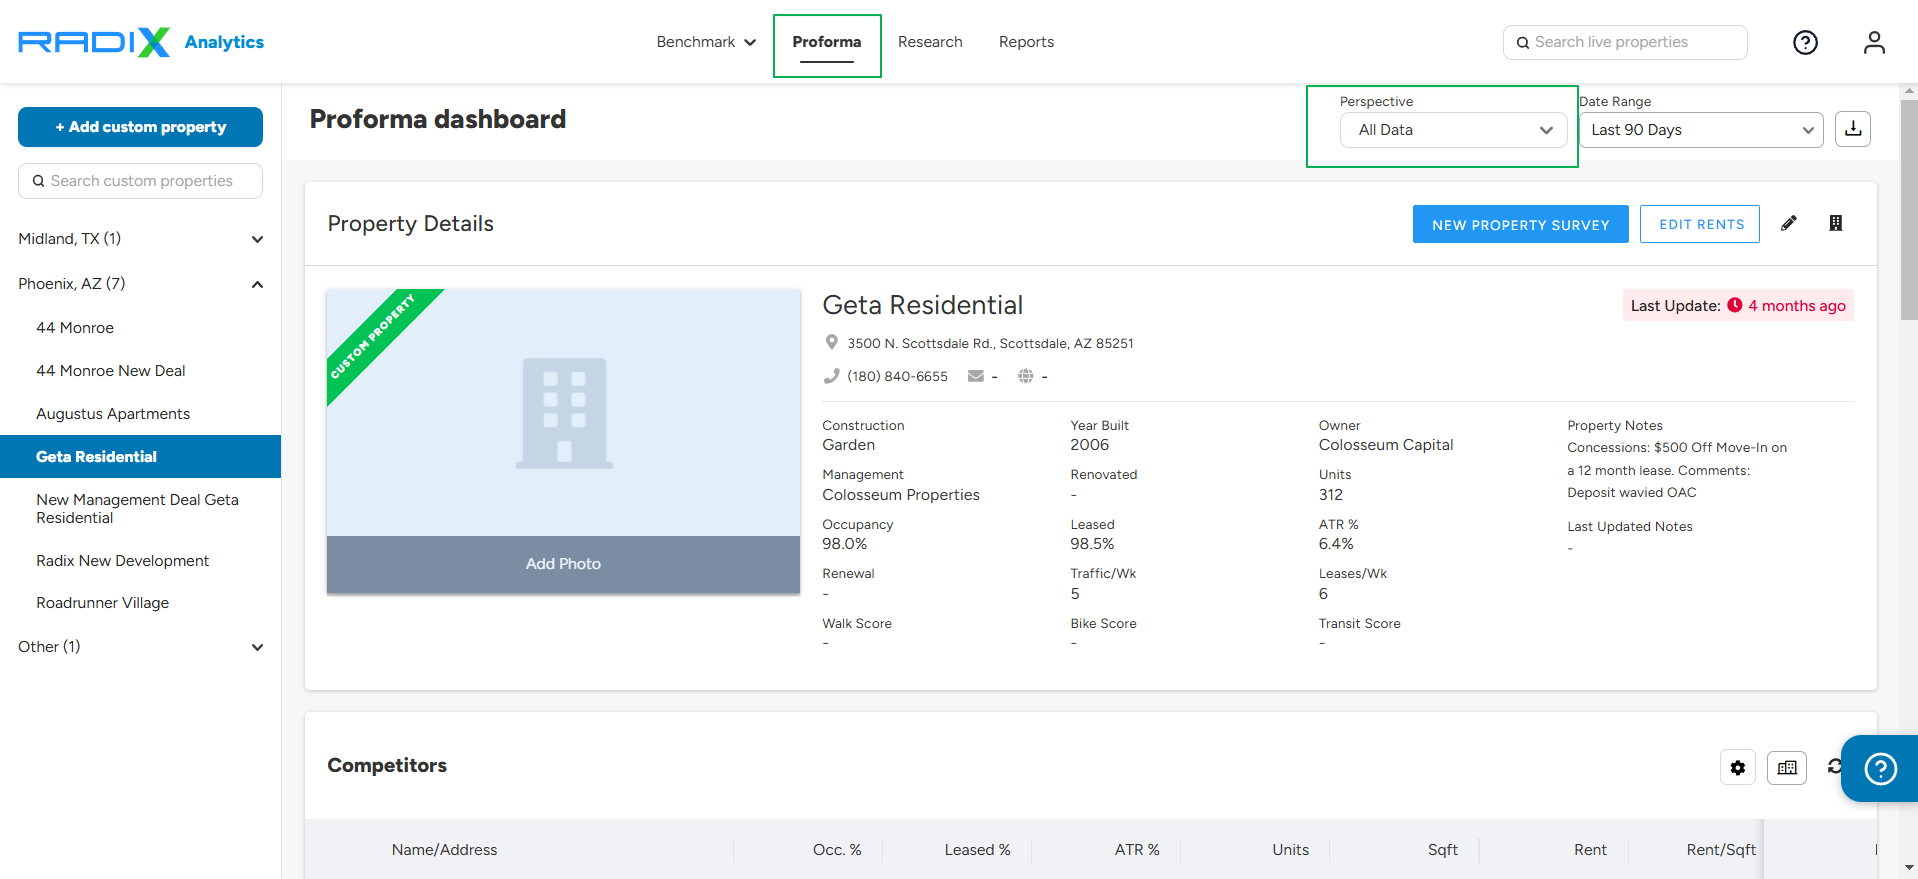 RADIX Analytics
Benchmark
Proforma
Research
Reports
Search live properties
+ Add custom property
Search custom properties
Midland, TX (1)
Phoenix, AZ (7)
44 Monroe
44 Monroe New Deal
Augustus Apartments
Geta Residential
New Management Deal Geta
Residential
Radix New Development
Roadrunner Village
Other (1)
Proforma dashboard
Perspective
All Data
Date Range
Last 90 Days
Property Details
NEW PROPERTY SURVEY
EDIT RENTS
CUSTOM PROPERTY
Add Photo
Geta Residential
Last Update: 4 months ago
3500 N. Scottsdale Rd., Scottsdale, AZ 85251
(180) 840-6655 - -
Construction
Garden
Year Built
2006
Owner
Colosseum Capital
Property Notes
Concessions: $500 Off Move-In on
a 12 month lease. Comments:
Deposit wavied OAC
Last Updated Notes
-
Management
Colosseum Properties
Renovated
-
Units
312
Occupancy
98.0%
Leased
98.5%
ATR %
6.4%
Renewal
-
Traffic/Wk
5
Leases/Wk
6
Walk Score
-
Bike Score
-
Transit Score
-
Competitors
Name/Address Occ. % Leased % ATR % Units Sqft Rent Rent/Sqft